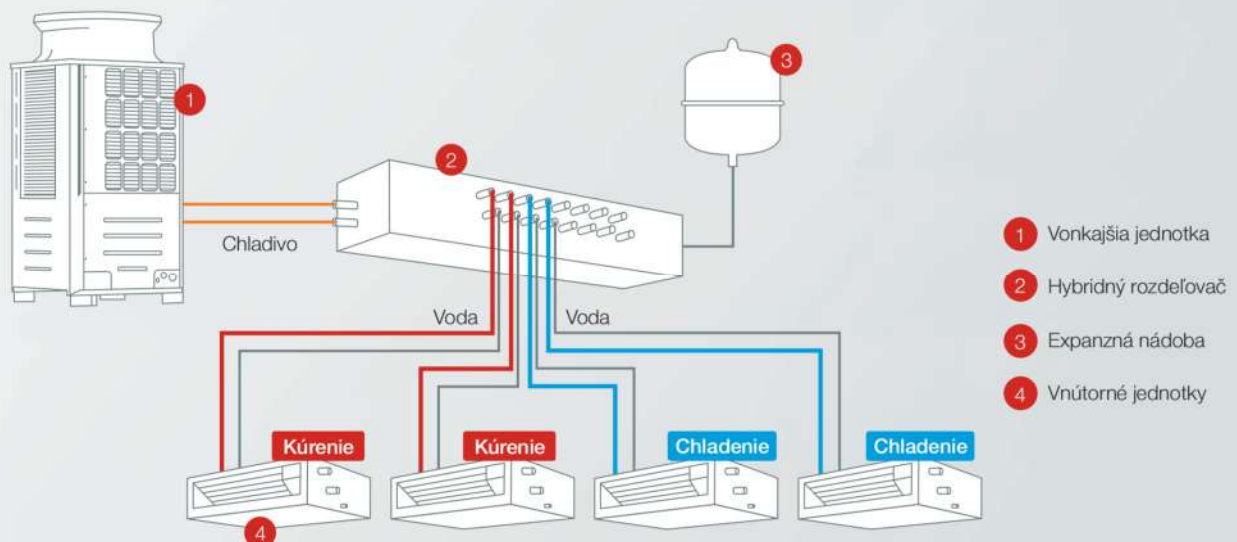 1
2
3
Chladivo
Voda
Voda
Kúrenie
Kúrenie
Chladenie
Chladenie
4
1 Vonkajšia jednotka
2 Hybridný rozdeľovač
3 Expanzná nádoba
4 Vnútorné jednotky